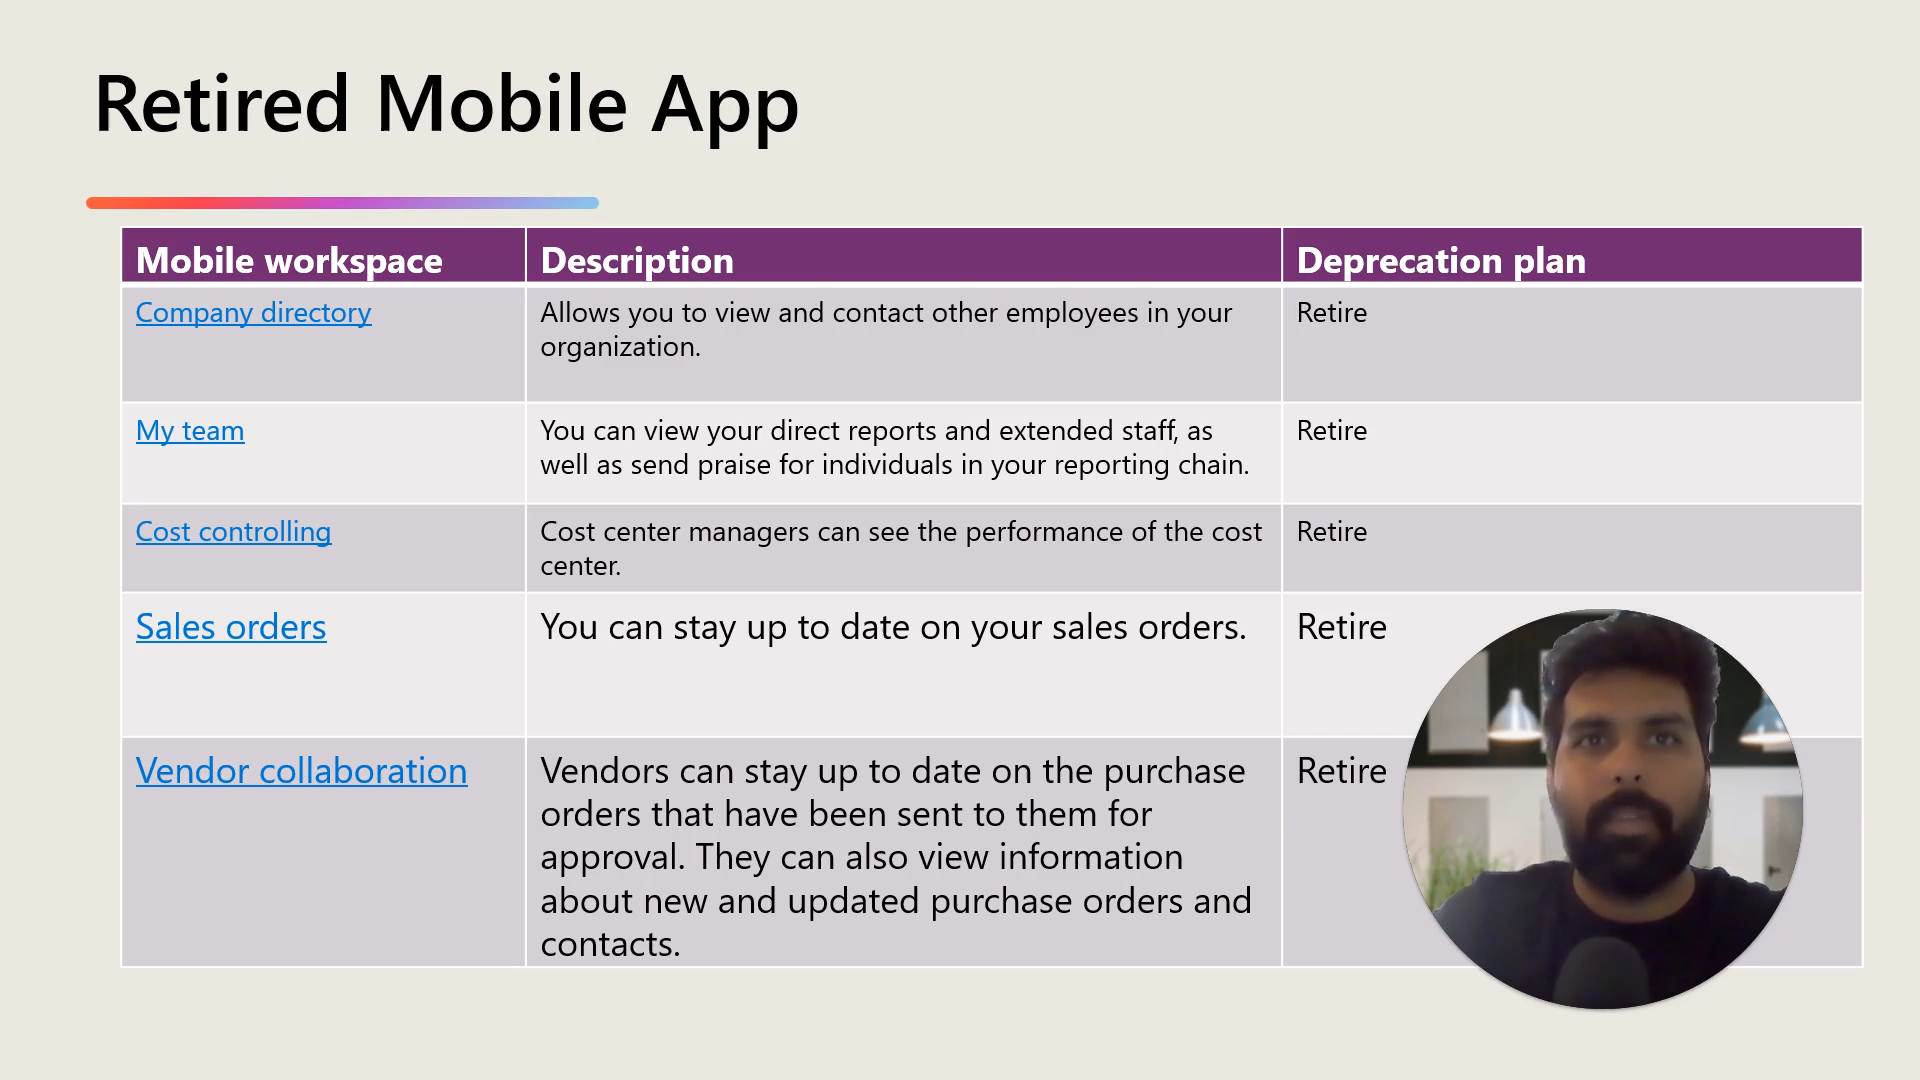 Retired Mobile App
Mobile workspace
Description
Deprecation plan
Company directory
Allows you to view and contact other employees in your
organization.
Retire
My team
You can view your direct reports and extended staff, as
well as send praise for individuals in your reporting chain.
Retire
Cost controlling
Cost center managers can see the performance of the cost
center.
Retire
Sales orders
You can stay up to date on your sales orders.
Retire
Vendor collaboration
Vendors can stay up to date on the purchase
orders that have been sent to them for
approval. They can also view information
about new and updated purchase orders and
contacts.
Retire